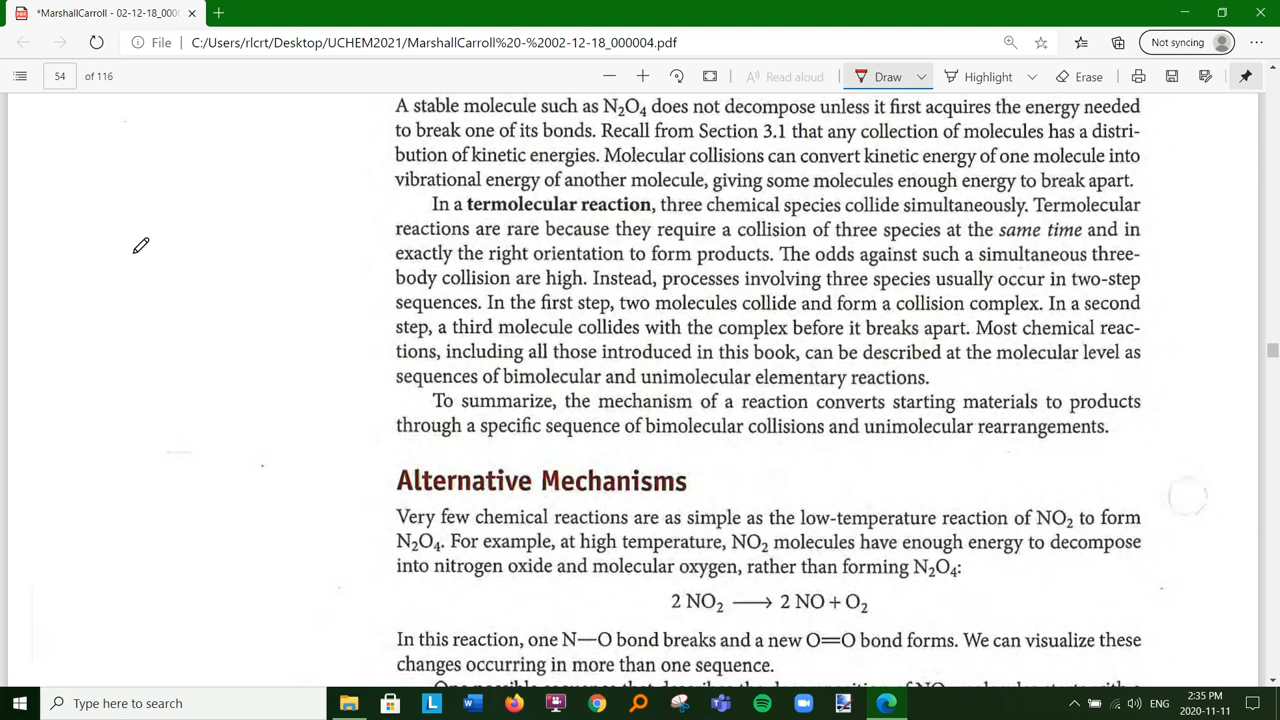 *MarshallCarroll - 02-12-18_0000
File
C:/Users/rlcrt/Desktop/UCHEM2021/MarshallCarroll%20-%2002-12-18_000004.pdf
Not syncing
54 of 116
Read aloud
Draw
Highlight
Erase
A stable molecule such as N₂O₄ does not decompose unless it first acquires the energy needed
to break one of its bonds. Recall from Section 3.1 that any collection of molecules has a distri-
bution of kinetic energies. Molecular collisions can convert kinetic energy of one molecule into
vibrational energy of another molecule, giving some molecules enough energy to break apart.
In a termolecular reaction, three chemical species collide simultaneously. Termolecular
reactions are rare because they require a collision of three species at the same time and in
exactly the right orientation to form products. The odds against such a simultaneous three-
body collision are high. Instead, processes involving three species usually occur in two-step
sequences. In the first step, two molecules collide and form a collision complex. In a second
step, a third molecule collides with the complex before it breaks apart. Most chemical reac-
tions, including all those introduced in this book, can be described at the molecular level as
sequences of bimolecular and unimolecular elementary reactions.
To summarize, the mechanism of a reaction converts starting materials to products
through a specific sequence of bimolecular collisions and unimolecular rearrangements.
Alternative Mechanisms
Very few chemical reactions are as simple as the low-temperature reaction of NO₂ to form
N₂O₄. For example, at high temperature, NO₂ molecules have enough energy to decompose
into nitrogen oxide and molecular oxygen, rather than forming N₂O₄:
2 NO₂ ⟶ 2 NO + O₂
In this reaction, one N—O bond breaks and a new O=O bond forms. We can visualize these
changes occurring in more than one sequence.
Type here to search
ENG
2:35 PM
2020-11-11